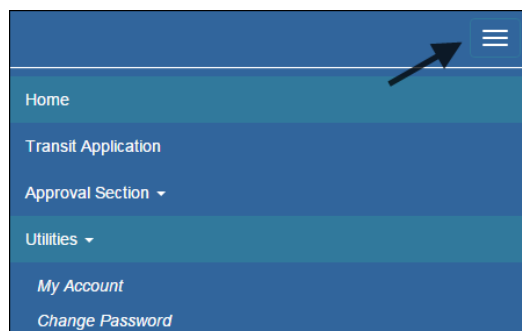 Home
Transit Application
Approval Section
Utilities
My Account
Change Password